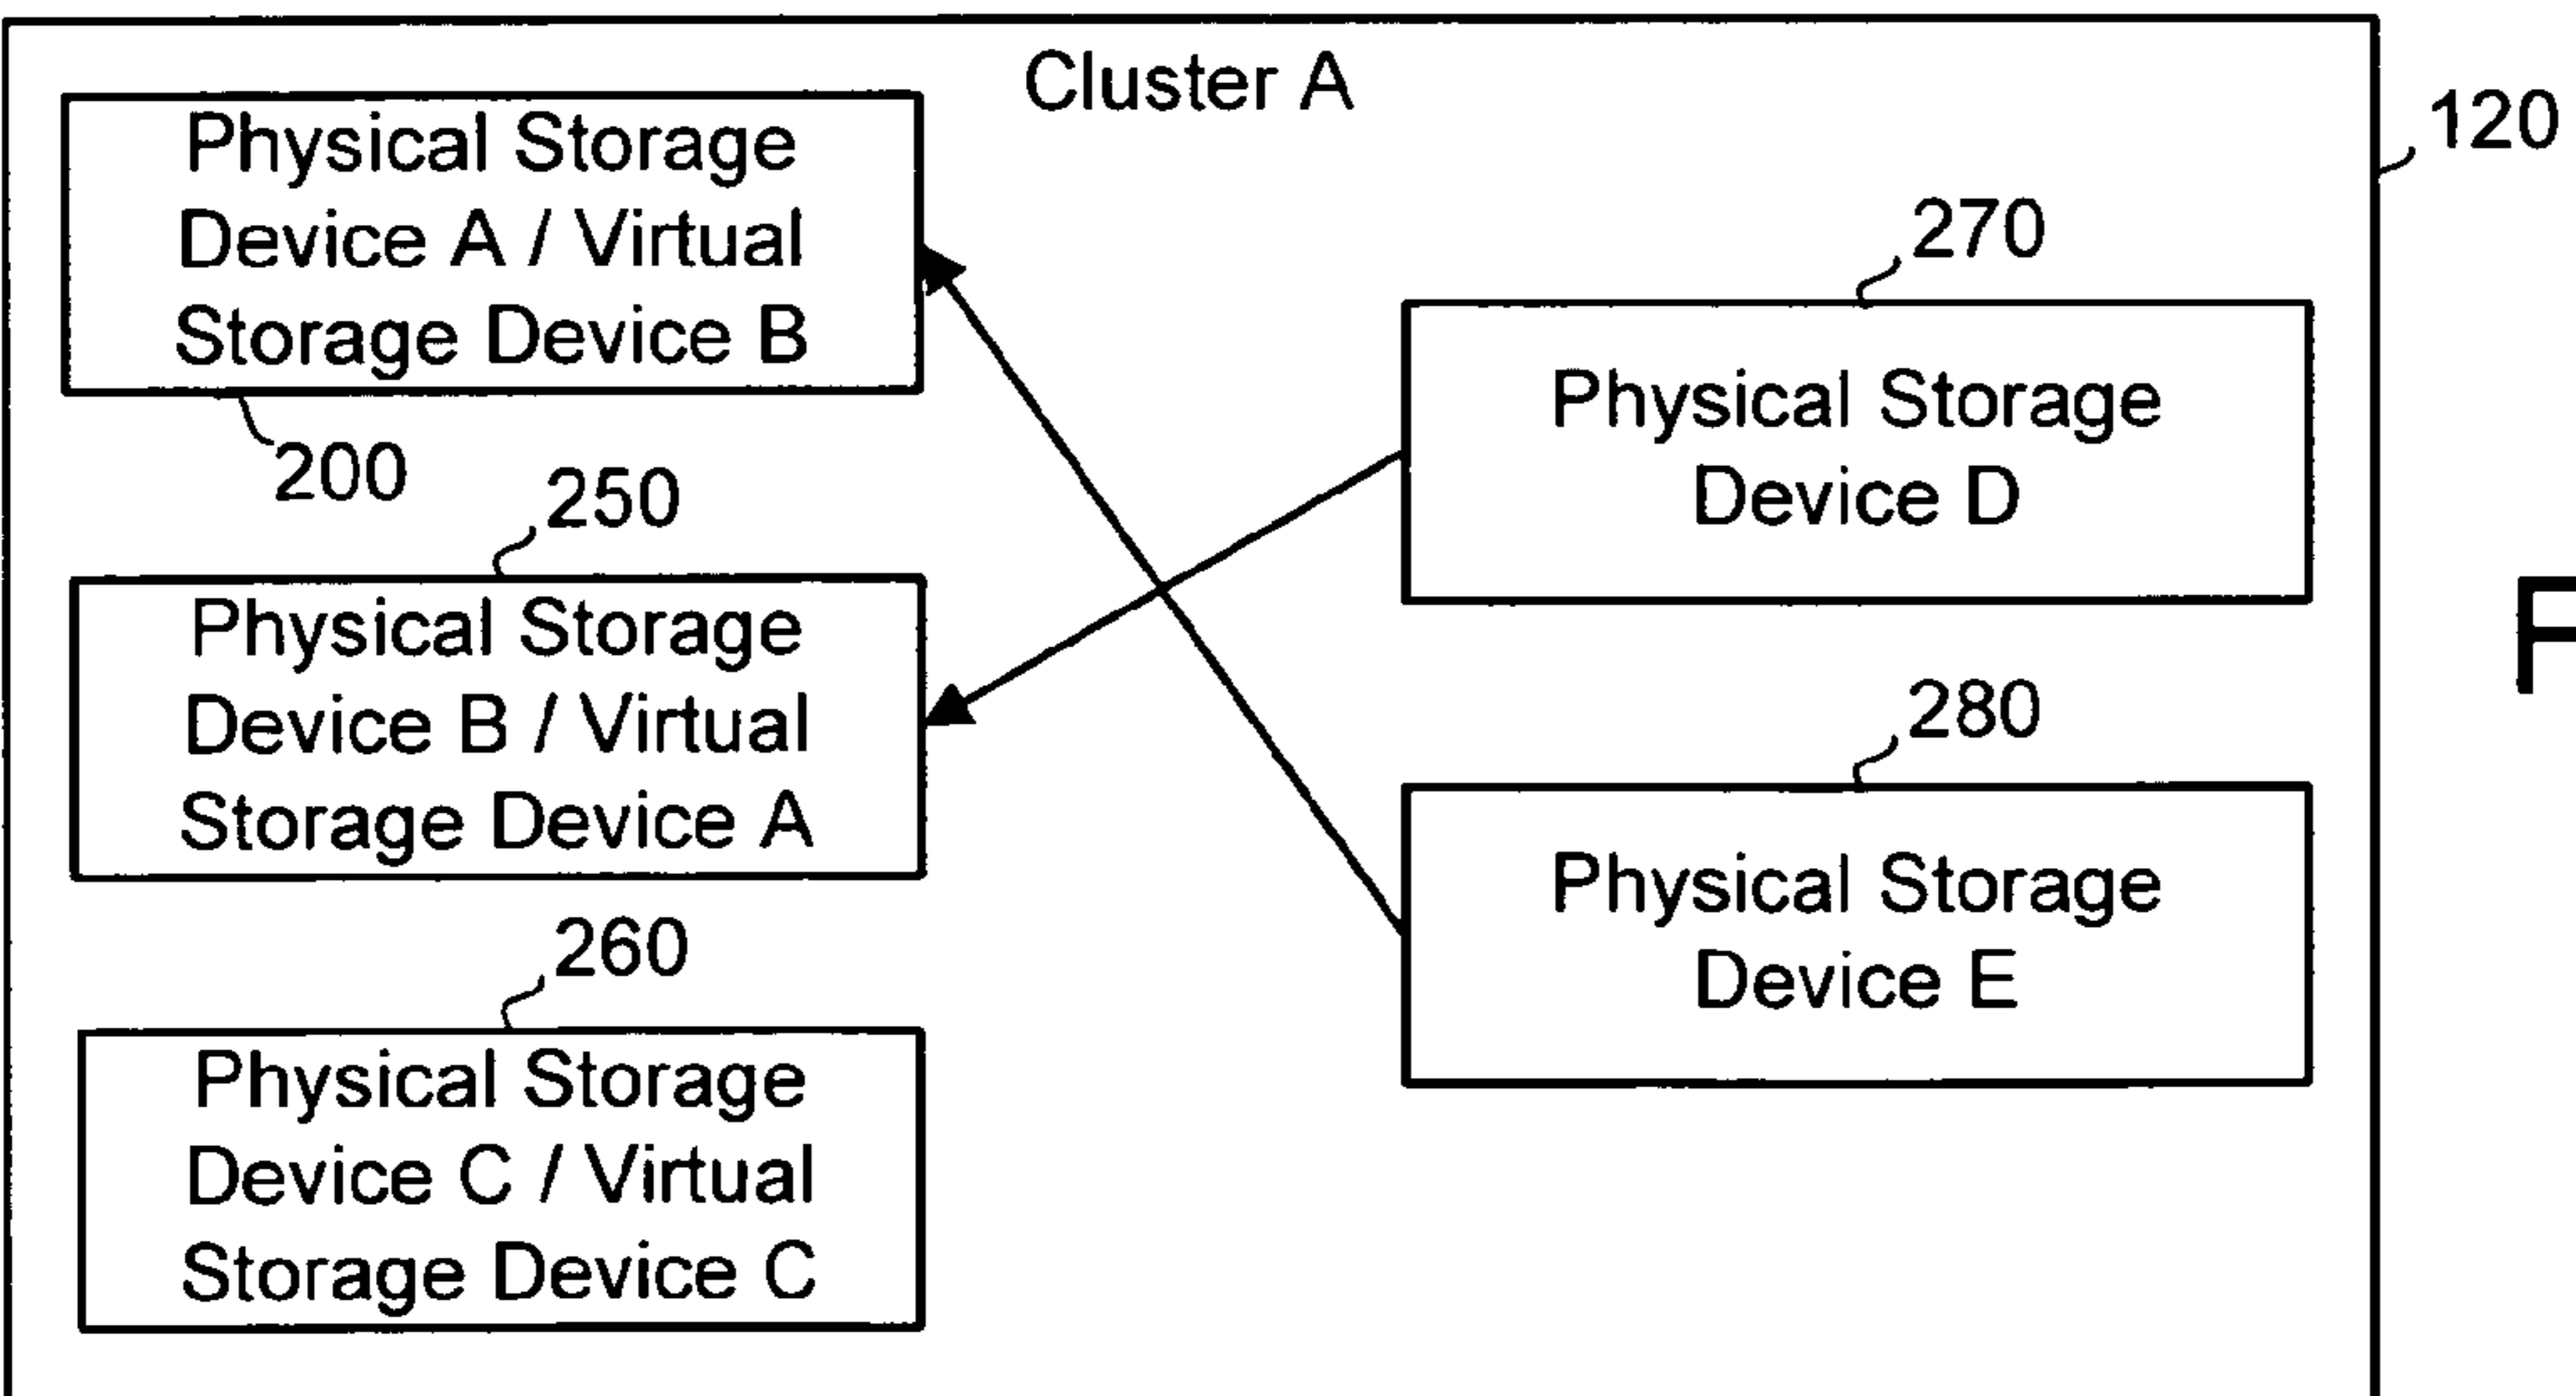 Cluster A
120
Physical Storage
Device A / Virtual
Storage Device B
200
270
Physical Storage
Device D
250
Physical Storage
Device B / Virtual
Storage Device A
280
Physical Storage
Device E
260
Physical Storage
Device C / Virtual
Storage Device C
F